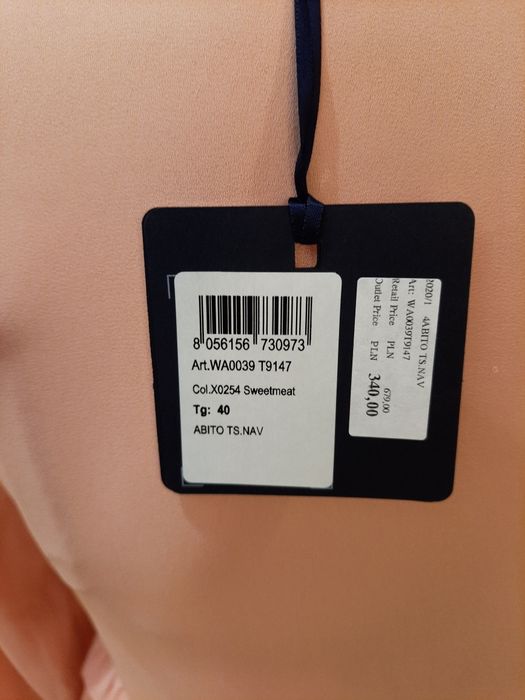 8 056156 730973
Art.WA0039 T9147
Col.X0254 Sweetmeat
Tg: 40
ABITO TS.NAV
2020/1 4ABITO TS.NAV
Art: WA0039T9147
Retail Price PLN 679,00
Outlet Price PLN 340,00